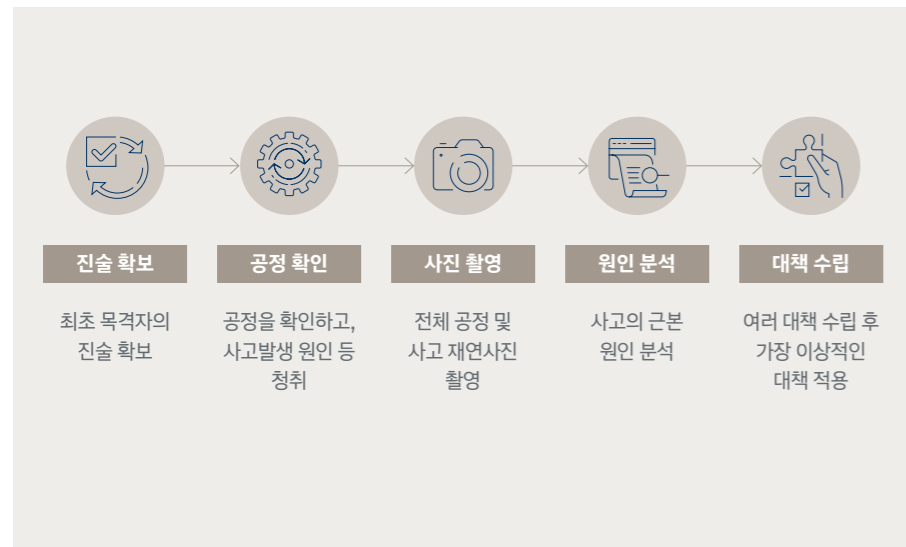 진술 확보
공정 확인
사진 촬영
원인 분석
대책 수립
최초 목격자의
진술 확보
공정을 확인하고,
사고발생 원인 등
청취
전체 공정 및
사고 재연사진
촬영
사고의 근본
원인 분석
여러 대책 수립 후
가장 이상적인
대책 적용